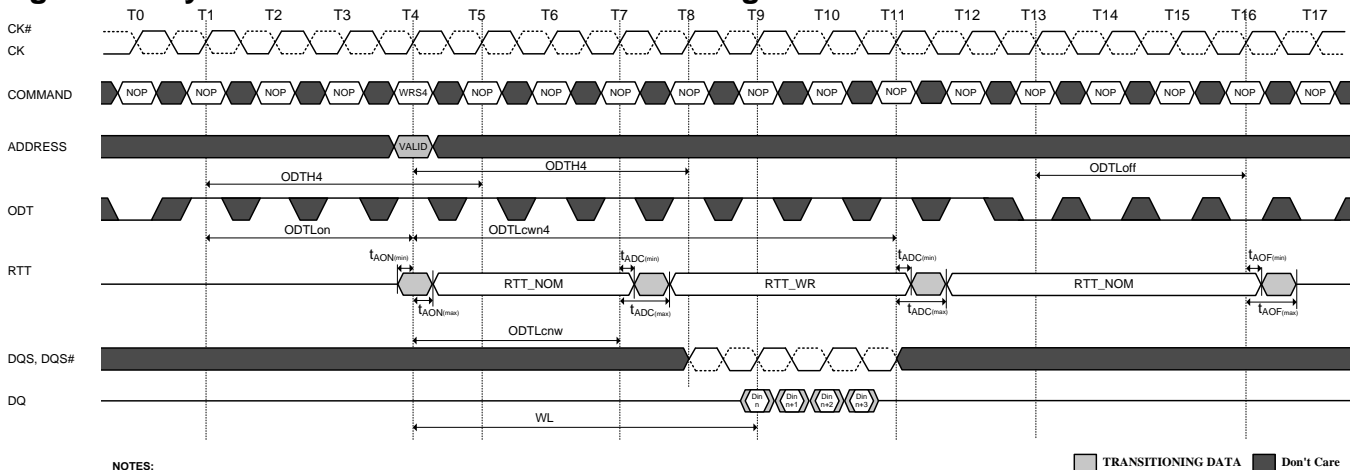 T0 T1 T2 T3 T4 T5 T6 T7 T8 T9 T10 T11 T12 T13 T14 T15 T16 T17
CK#
CK
COMMAND NOP NOP NOP NOP WRS4 NOP NOP NOP NOP NOP NOP NOP NOP NOP NOP NOP NOP NOP
ADDRESS VALID
ODTH4 ODTH4 ODTLoff
ODT
ODTLon ODTLcwn4
tAON(min) tADC(min) tADC(min) tAOF(min)
RTT RTT_NOM RTT_WR RTT_NOM
tAON(max) tADC(max) tADC(max) tAOF(max)
ODTLcnw
DQS, DQS#
DQ Din n Din n+1 Din n+2 Din n+3
WL
NOTES: TRANSITIONING DATA Don't Care